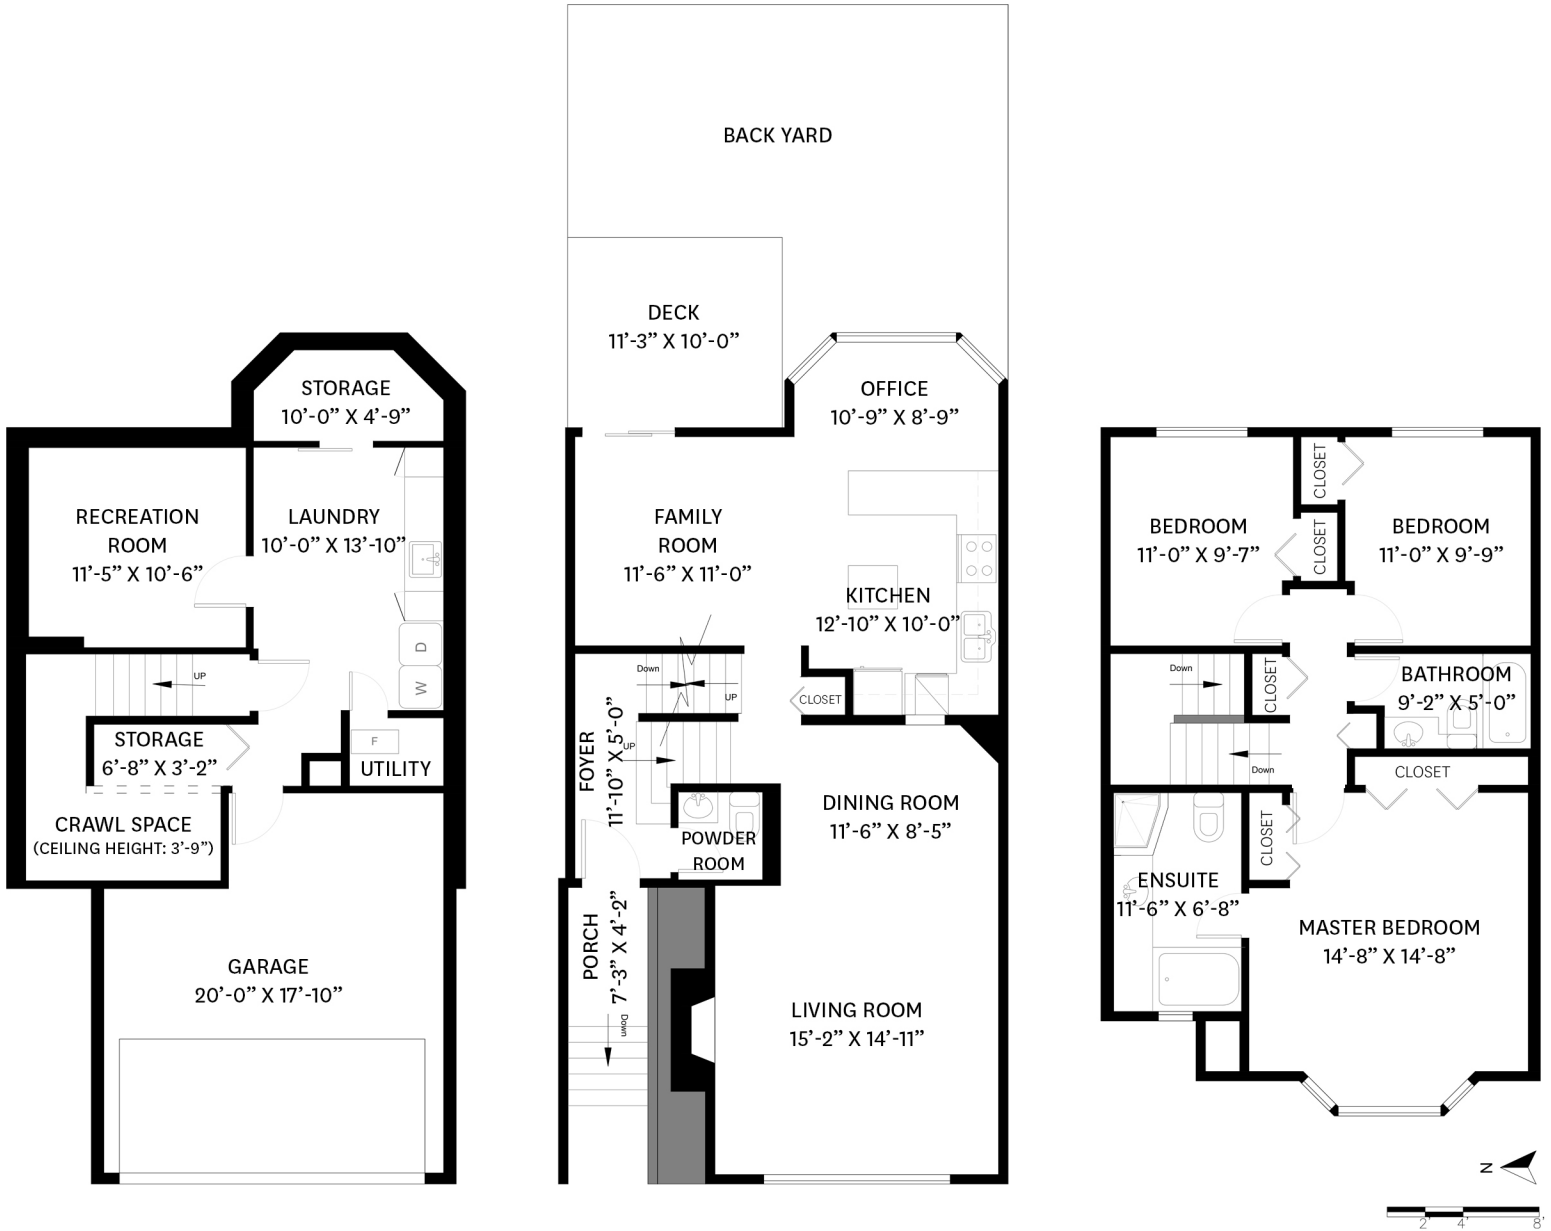 STORAGE
10’-0” X 4’-9”
RECREATION
ROOM
11’-5” X 10’-6”
LAUNDRY
10’-0” X 13’-10”
D
W
UP
STORAGE
6’-8” X 3’-2”
F
UTILITY
CRAWL SPACE
(CEILING HEIGHT: 3’-9”)
GARAGE
20’-0” X 17’-10”
BACK YARD
DECK
11’-3” X 10’-0”
OFFICE
10’-9” X 8’-9”
FAMILY
ROOM
11’-6” X 11’-0”
KITCHEN
12’-10” X 10’-0”
Down
UP
CLOSET
FOYER
11’-10” X 5’-0”
UP
DINING ROOM
11’-6” X 8’-5”
POWDER
ROOM
PORCH
7’-3” X 4’-2”
Down
LIVING ROOM
15’-2” X 14’-11”
CLOSET
CLOSET
BEDROOM
11’-0” X 9’-7”
BEDROOM
11’-0” X 9’-9”
Down
CLOSET
BATHROOM
9’-2” X 5’-0”
Down
CLOSET
CLOSET
ENSUITE
11’-6” X 6’-8”
MASTER BEDROOM
14’-8” X 14’-8”
N
2’ 4’ 8’